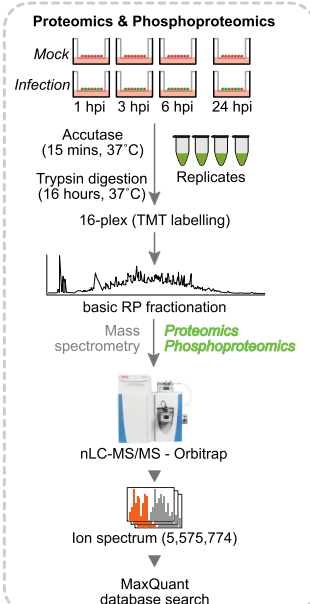 Proteomics & Phosphoproteomics
Mock
Infection
1 hpi 3 hpi 6 hpi 24 hpi
Accutase
(15 mins, 37˚C)
Trypsin digestion
(16 hours, 37˚C)
Replicates
16-plex (TMT labelling)
basic RP fractionation
Mass
spectrometry
Proteomics
Phosphoproteomics
nLC-MS/MS - Orbitrap
Ion spectrum (5,575,774)
MaxQuant
database search